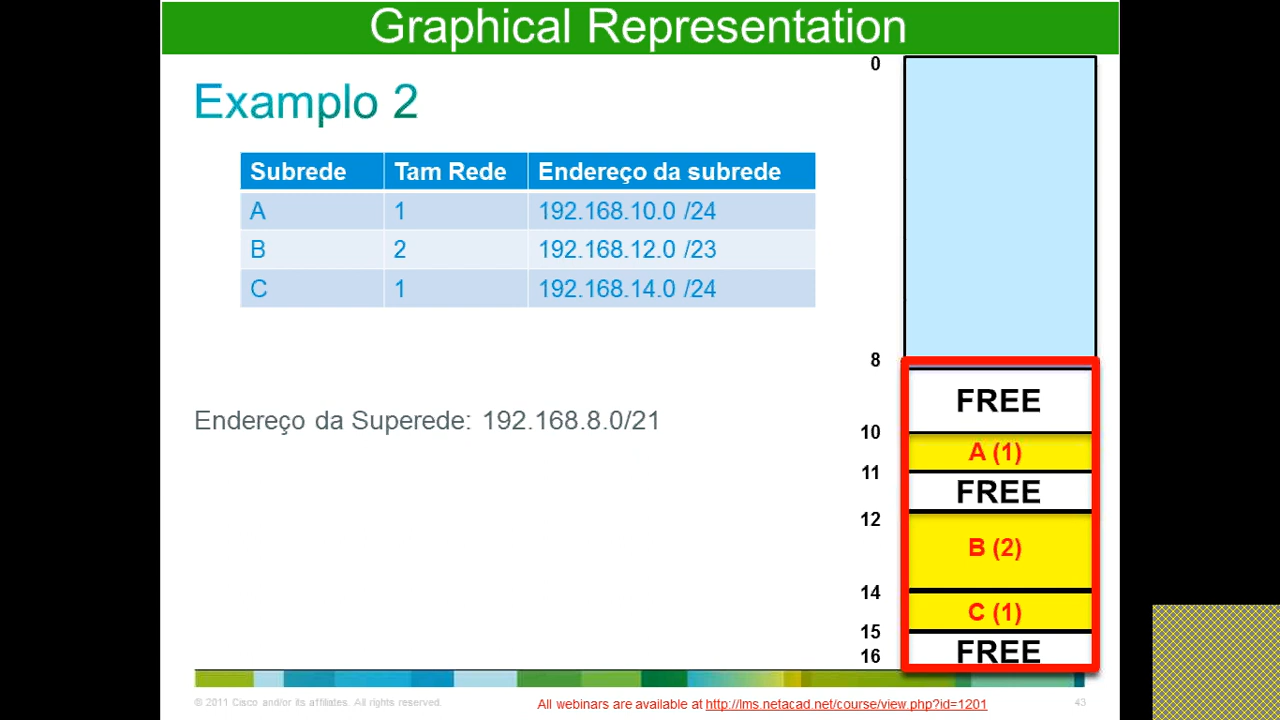 Graphical Representation
Examplo 2
Subrede Tam Rede Endereço da subrede
A 1 192.168.10.0 /24
B 2 192.168.12.0 /23
C 1 192.168.14.0 /24
Endereço da Superede: 192.168.8.0/21
0
8
FREE
10
A (1)
11
FREE
12
B (2)
14
C (1)
15
FREE
16
© 2011 Cisco and/or its affiliates. All rights reserved.
All webinars are available at http://lms.netacad.net/course/view.php?id=1201
43